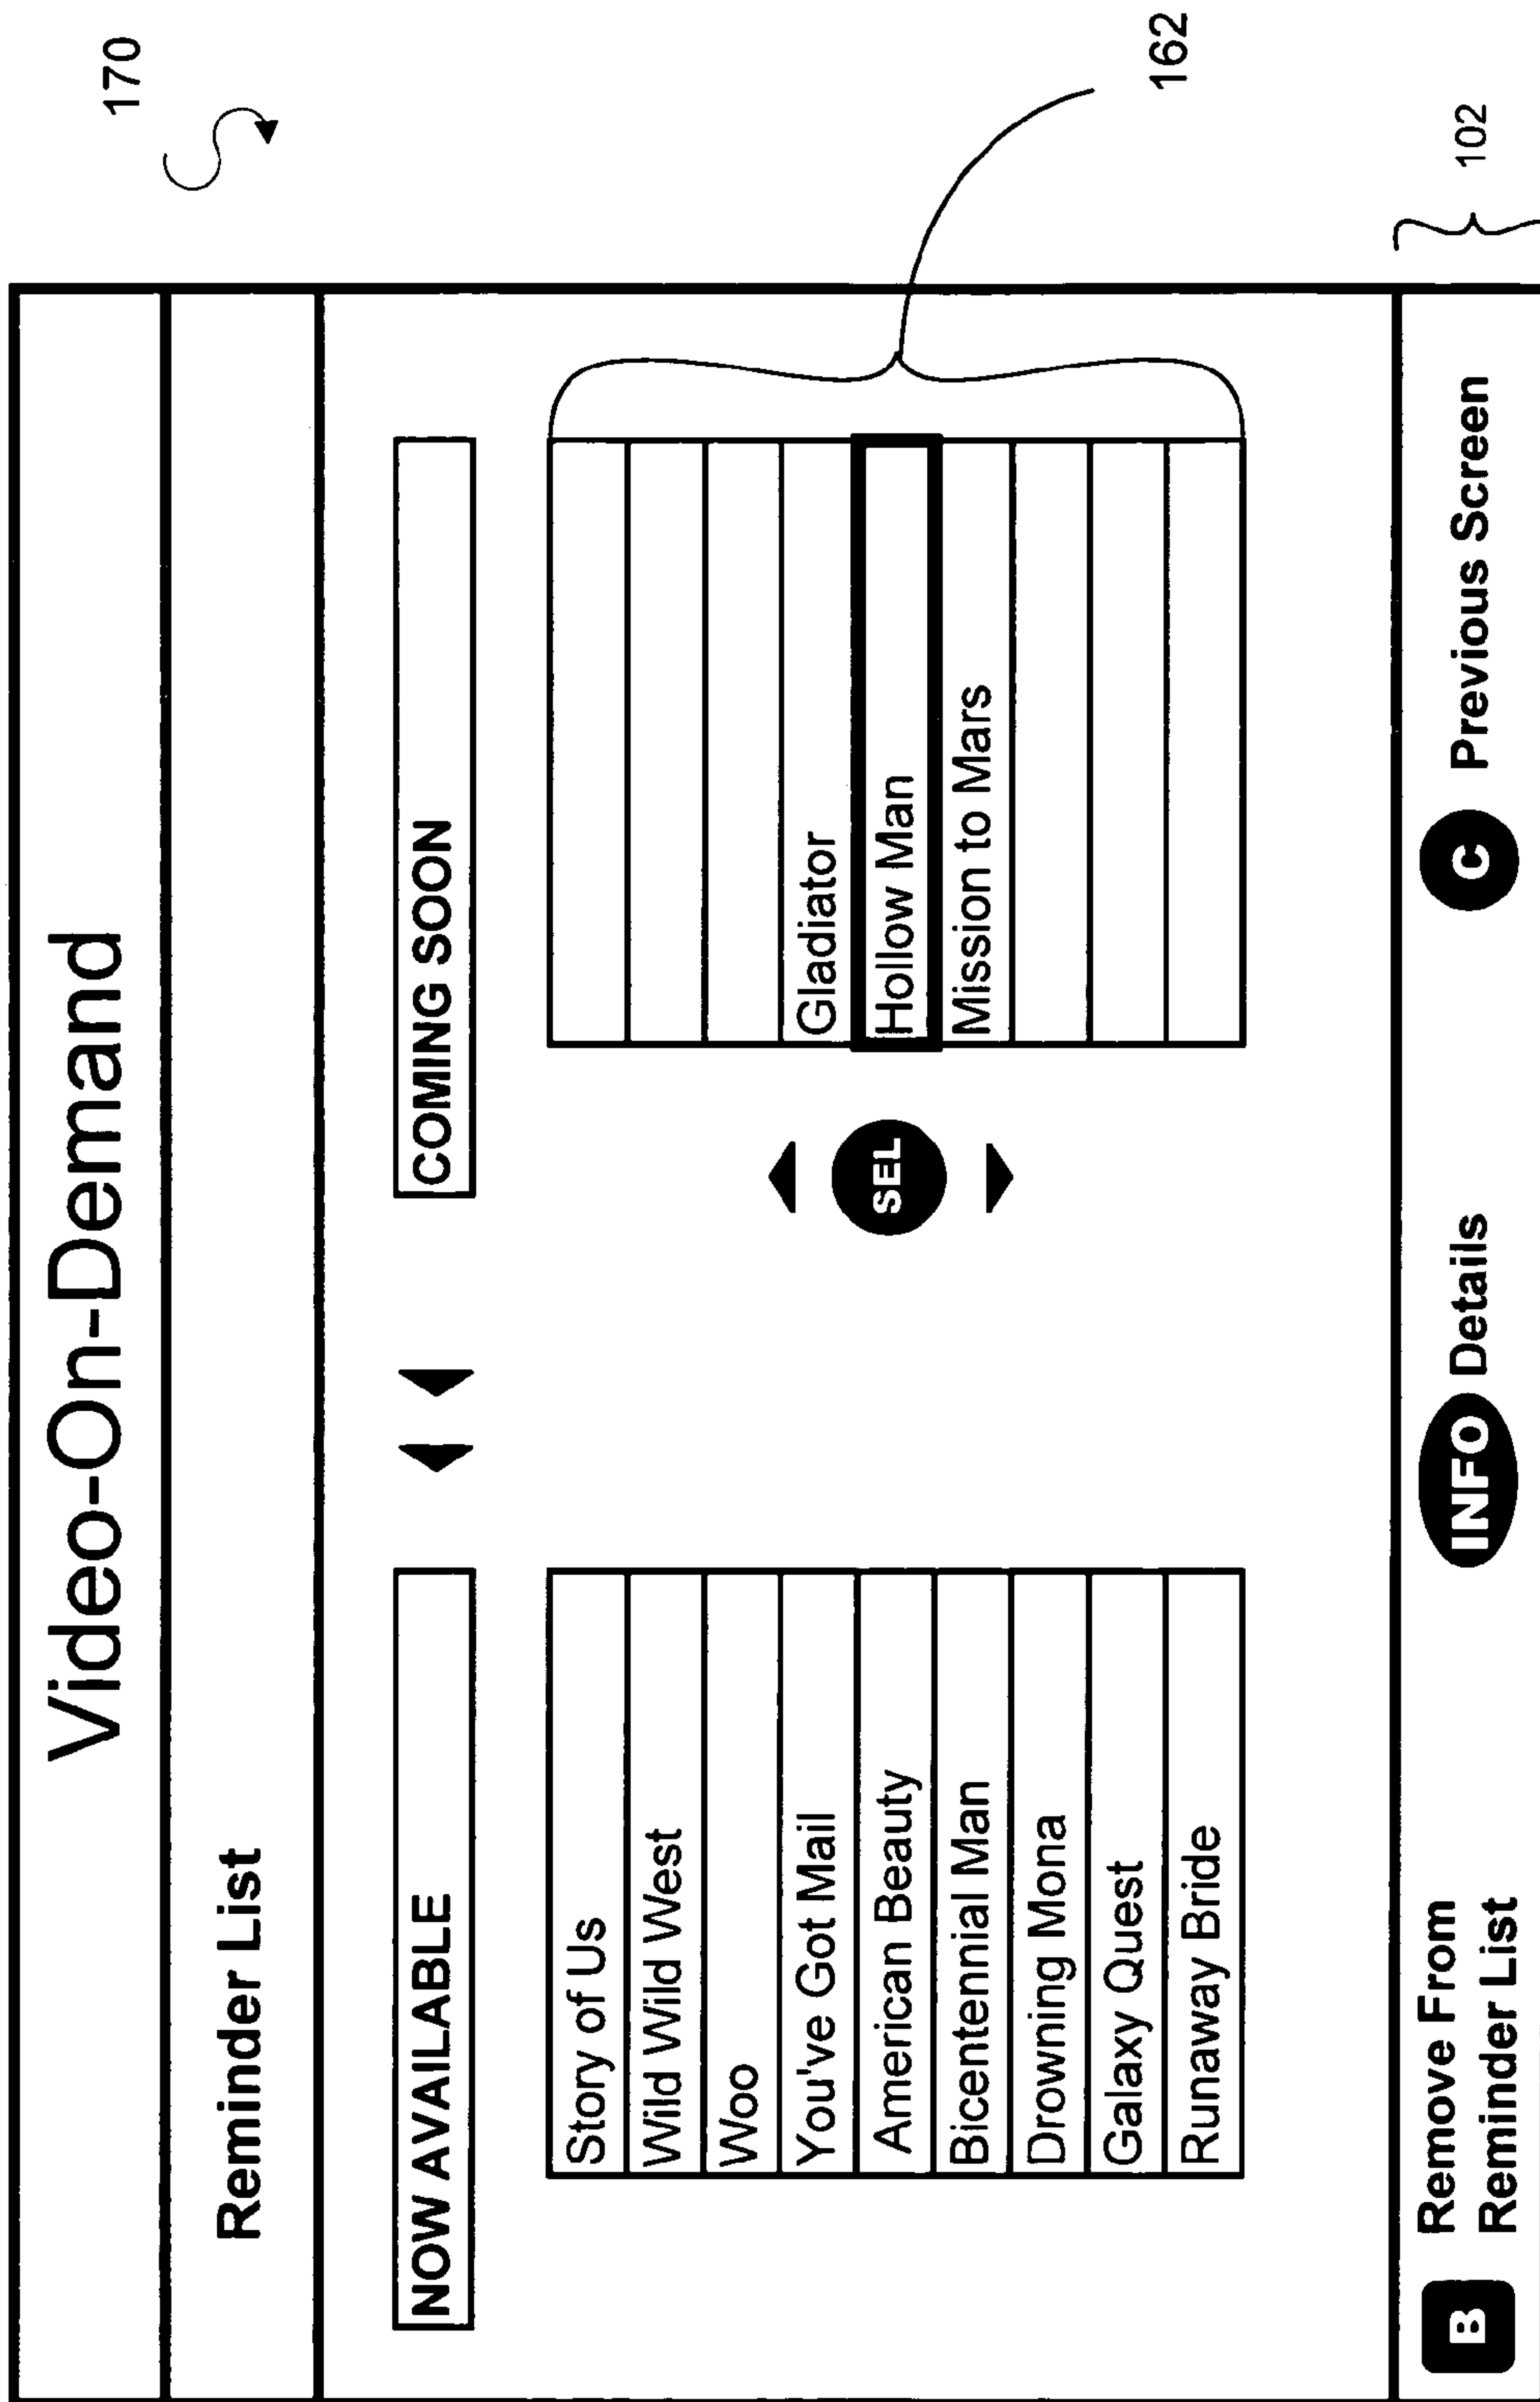 170
Video-On-Demand
Reminder List
NOW AVAILABLE
COMING SOON
Story of Us
Wild Wild West
Woo
You've Got Mail
American Beauty
Bicentennial Man
Drowning Mona
Galaxy Quest
Runaway Bride
SEL
Gladiator
Hollow Man
Mission to Mars
162
B Remove From
Reminder List
INFO Details
C Previous Screen
102